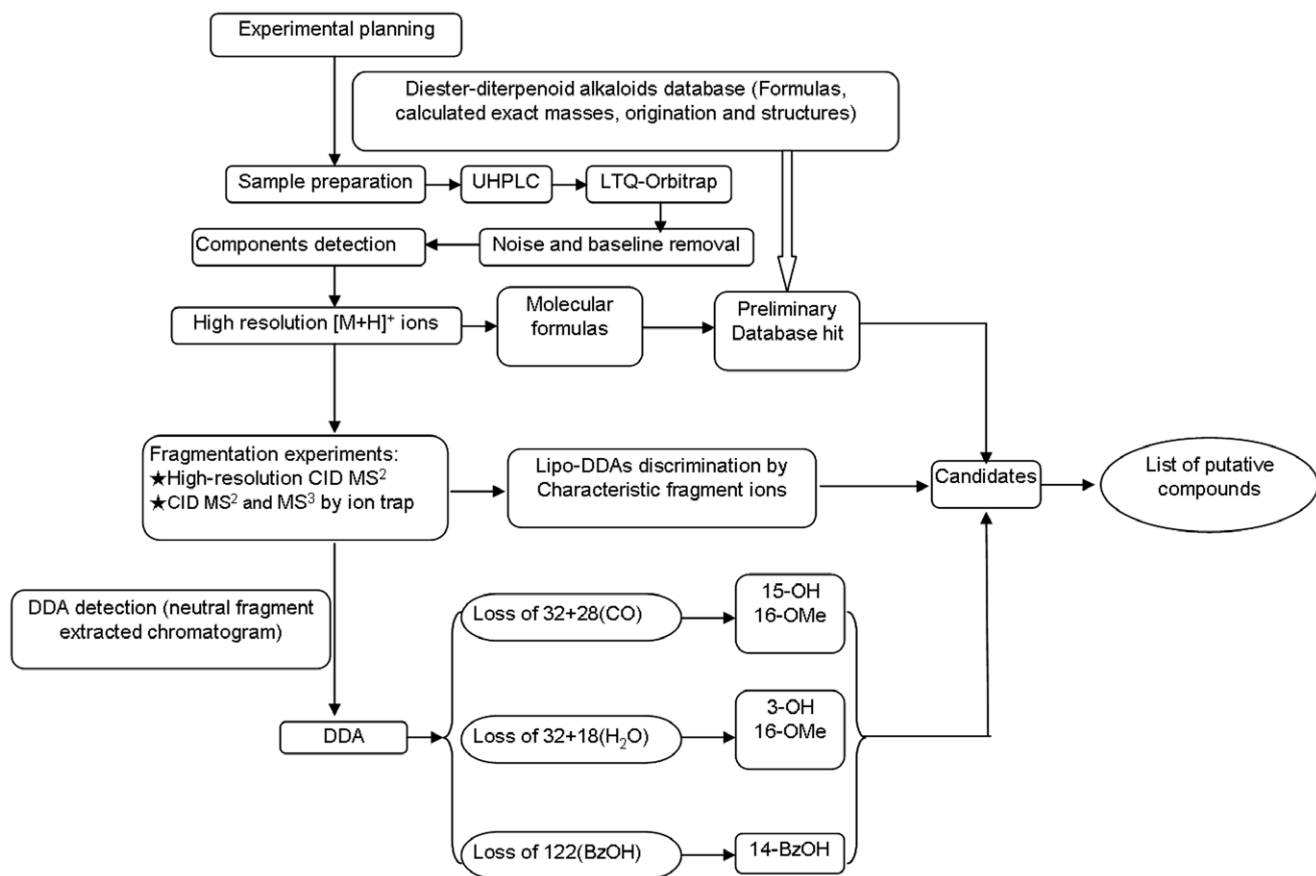 Experimental planning
Diester-diterpenoid alkaloids database (Formulas,
calculated exact masses, origination and structures)
Sample preparation
UHPLC
LTQ-Orbitrap
Components detection
Noise and baseline removal
High resolution [M+H]⁺ ions
Molecular
formulas
Preliminary
Database hit
Fragmentation experiments:
★High-resolution CID MS²
★CID MS² and MS³ by ion trap
Lipo-DDAs discrimination by
Characteristic fragment ions
Candidates
List of putative
compounds
DDA detection (neutral fragment
extracted chromatogram)
DDA
Loss of 32+28(CO)
15-OH
16-OMe
Loss of 32+18(H₂O)
3-OH
16-OMe
Loss of 122(BzOH)
14-BzOH